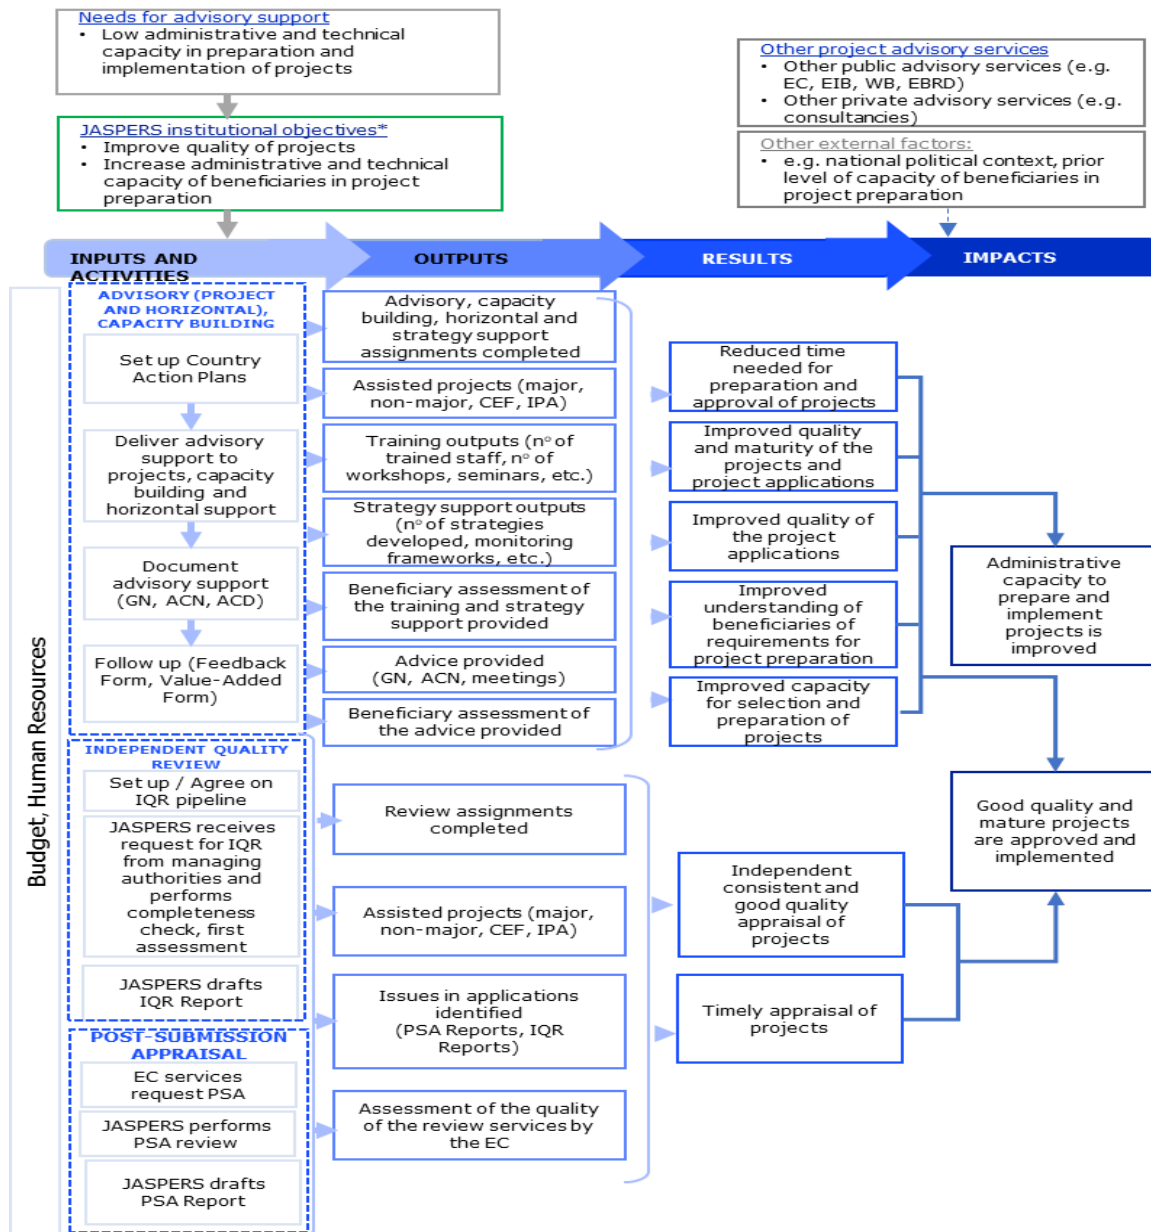 Needs for advisory support
• Low administrative and technical
capacity in preparation and
implementation of projects
JASPERS institutional objectives*
• Improve quality of projects
• Increase administrative and technical
capacity of beneficiaries in project
preparation
Other project advisory services
• Other public advisory services (e.g.
EC, EIB, WB, EBRD)
• Other private advisory services (e.g.
consultancies)
Other external factors:
• e.g. national political context, prior
level of capacity of beneficiaries in
project preparation
INPUTS AND
ACTIVITIES
OUTPUTS
RESULTS
IMPACTS
Budget, Human Resources
ADVISORY (PROJECT
AND HORIZONTAL),
CAPACITY BUILDING
Set up Country
Action Plans
Deliver advisory
support to
projects, capacity
building and
horizontal support
Document
advisory support
(GN, ACN, ACD)
Follow up (Feedback
Form, Value-Added
Form)
INDEPENDENT QUALITY
REVIEW
Set up / Agree on
IQR pipeline
JASPERS receives
request for IQR
from managing
authorities and
performs
completeness
check, first
assessment
JASPERS drafts
IQR Report
POST-SUBMISSION
APPRAISAL
EC services
request PSA
JASPERS performs
PSA review
JASPERS drafts
PSA Report
Advisory, capacity
building, horizontal and
strategy support
assignments completed
Assisted projects (major,
non-major, CEF, IPA)
Training outputs (nº of
trained staff, nº of
workshops, seminars, etc.)
Strategy support outputs
(nº of strategies
developed, monitoring
frameworks, etc.)
Beneficiary assessment of
the training and strategy
support provided
Advice provided
(GN, ACN, meetings)
Beneficiary assessment of
the advice provided
Review assignments
completed
Assisted projects (major,
non-major, CEF, IPA)
Issues in applications
identified
(PSA Reports, IQR
Reports)
Assessment of the quality
of the review services by
the EC
Reduced time
needed for
preparation and
approval of projects
Improved quality
and maturity of the
projects and
project applications
Improved quality of
the project
applications
Improved
understanding of
beneficiaries of
requirements for
project preparation
Improved capacity
for selection and
preparation of
projects
Independent
consistent and
good quality
appraisal of
projects
Timely appraisal of
projects
Administrative
capacity to
prepare and
implement
projects is
improved
Good quality and
mature projects
are approved and
implemented